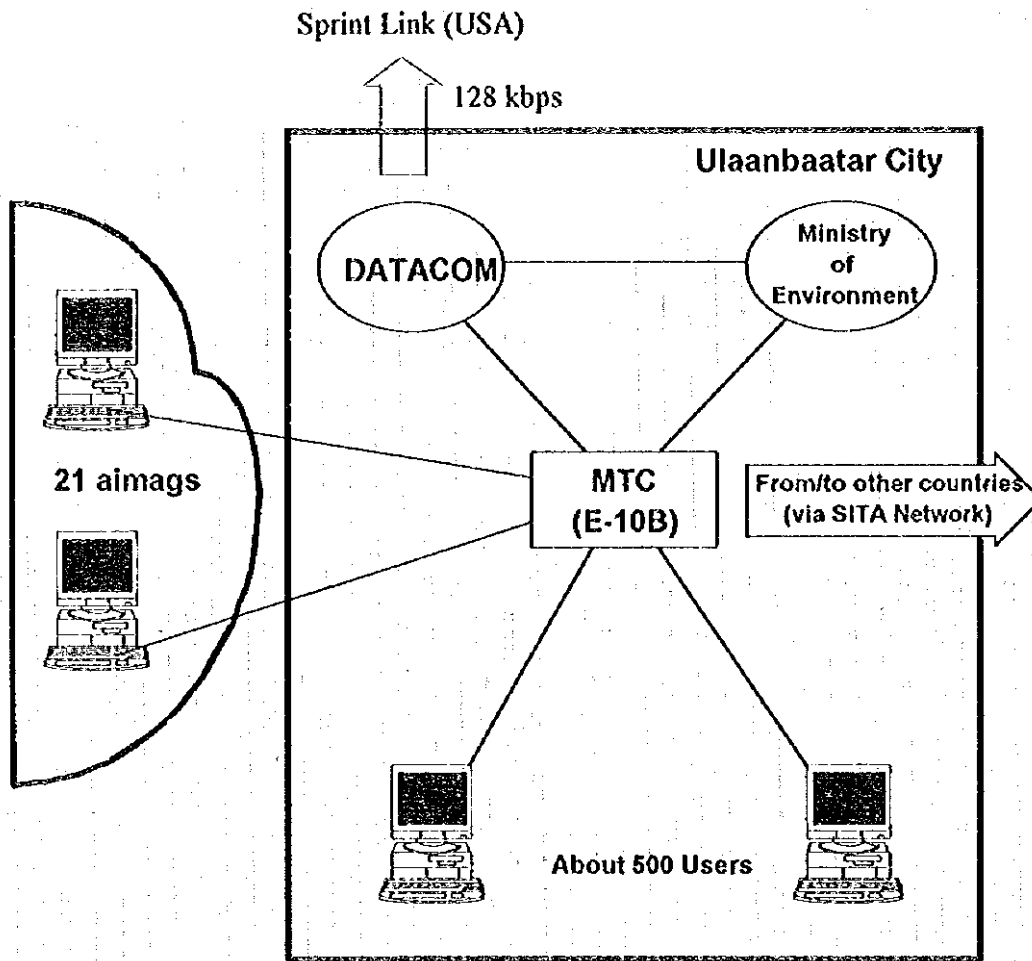 Sprint Link (USA)
128 kbps
Ulaanbaatar City
DATACOM
Ministry
of
Environment
21 aimags
MTC
(E-10B)
From/to other countries
(via SITA Network)
About 500 Users